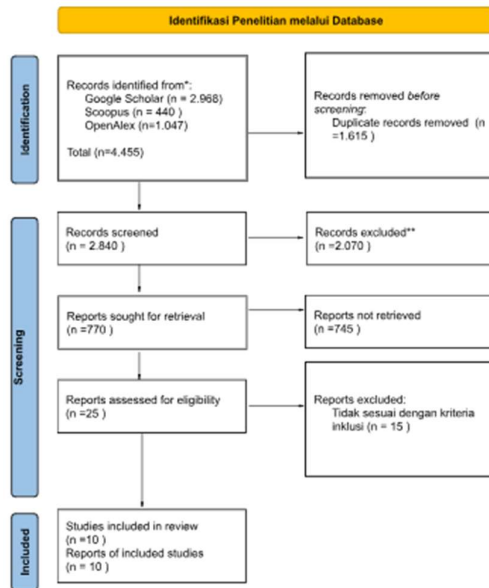 Identifikasi Penelitian melalui Database
Identification
Records identified from*:
Google Scholar (n = 2.968)
Scoopus (n = 440 )
OpenAlex (n=1.047)
Total (n=4.455)
Records removed before
screening:
Duplicate records removed (n
=1.615 )
Screening
Records screened
(n = 2.840 )
Records excluded**
(n =2.070 )
Reports sought for retrieval
(n =770 )
Reports not retrieved
(n =745 )
Reports assessed for eligibility
(n =25 )
Reports excluded:
Tidak sesuai dengan kriteria
inklusi (n = 15 )
Included
Studies included in review
(n =10 )
Reports of included studies
(n = 10 )